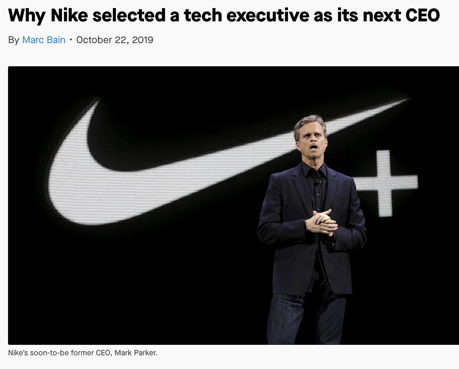 Why Nike selected a tech executive as its next CEO
By Marc Bain • October 22, 2019
+
Nike's soon-to-be former CEO, Mark Parker.